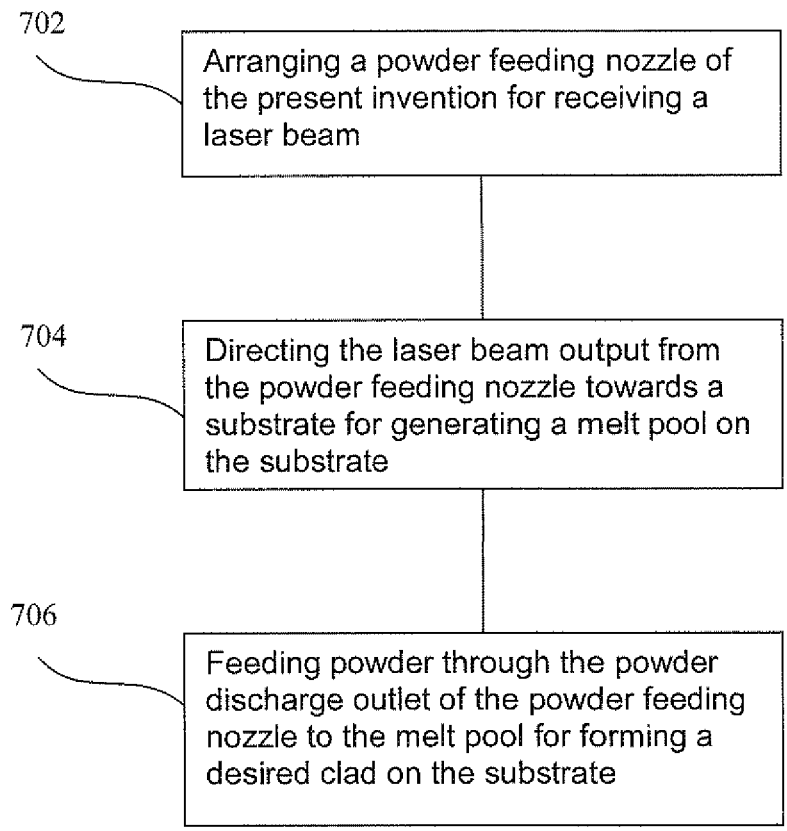 702
Arranging a powder feeding nozzle of
the present invention for receiving a
laser beam
704
Directing the laser beam output from
the powder feeding nozzle towards a
substrate for generating a melt pool on
the substrate
706
Feeding powder through the powder
discharge outlet of the powder feeding
nozzle to the melt pool for forming a
desired clad on the substrate